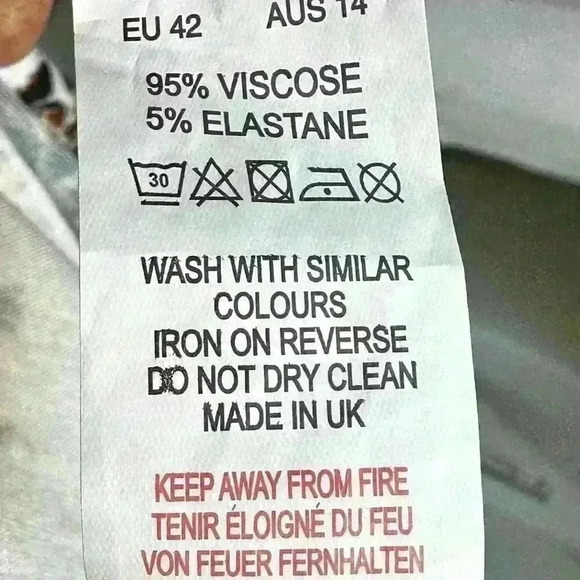 EU 42 AUS 14
95% VISCOSE
5% ELASTANE
30
WASH WITH SIMILAR
COLOURS
IRON ON REVERSE
DO NOT DRY CLEAN
MADE IN UK
KEEP AWAY FROM FIRE
TENIR ÉLOIGNÉ DU FEU
VON FEUER FERNHALTEN